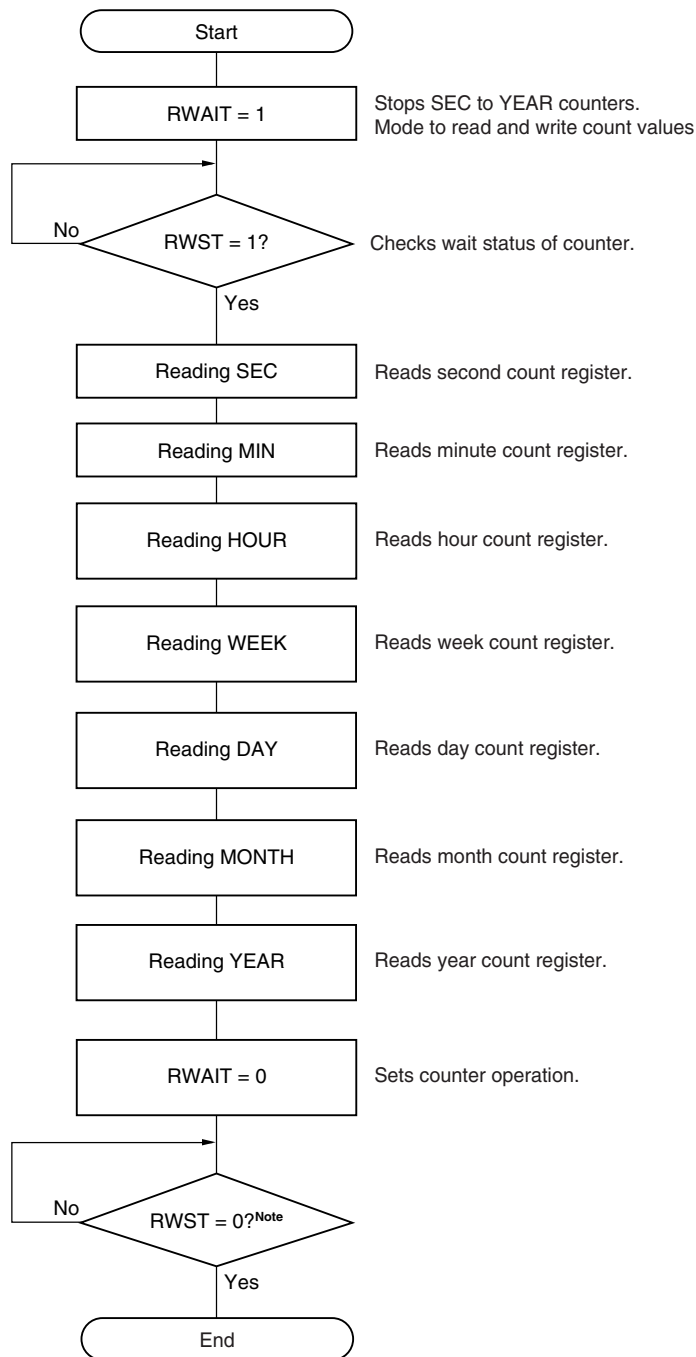 Start
RWAIT = 1
Stops SEC to YEAR counters.
Mode to read and write count values
No
RWST = 1?
Checks wait status of counter.
Yes
Reading SEC
Reads second count register.
Reading MIN
Reads minute count register.
Reading HOUR
Reads hour count register.
Reading WEEK
Reads week count register.
Reading DAY
Reads day count register.
Reading MONTH
Reads month count register.
Reading YEAR
Reads year count register.
RWAIT = 0
Sets counter operation.
No
RWST = 0?Note
Yes
End